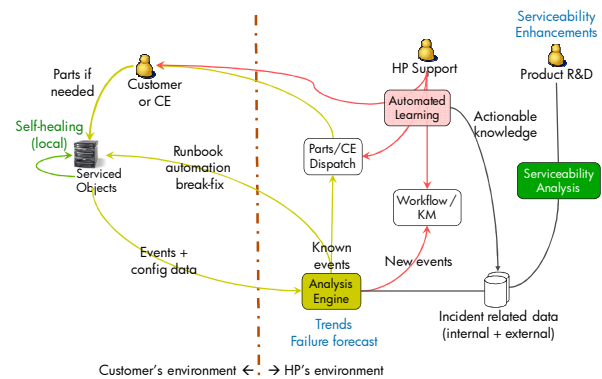 Serviceability
Enhancements
HP Support
Product R&D
Parts if
needed
Customer
or CE
Automated
Learning
Actionable
knowledge
Self-healing
(local)
Runbook
automation
break-fix
Parts/CE
Dispatch
Serviced
Objects
Serviceability
Analysis
Workflow /
KM
Events +
config data
Known
events
New events
Analysis
Engine
Trends
Failure forecast
Incident related data
(internal + external)
Customer's environment ← → HP's environment